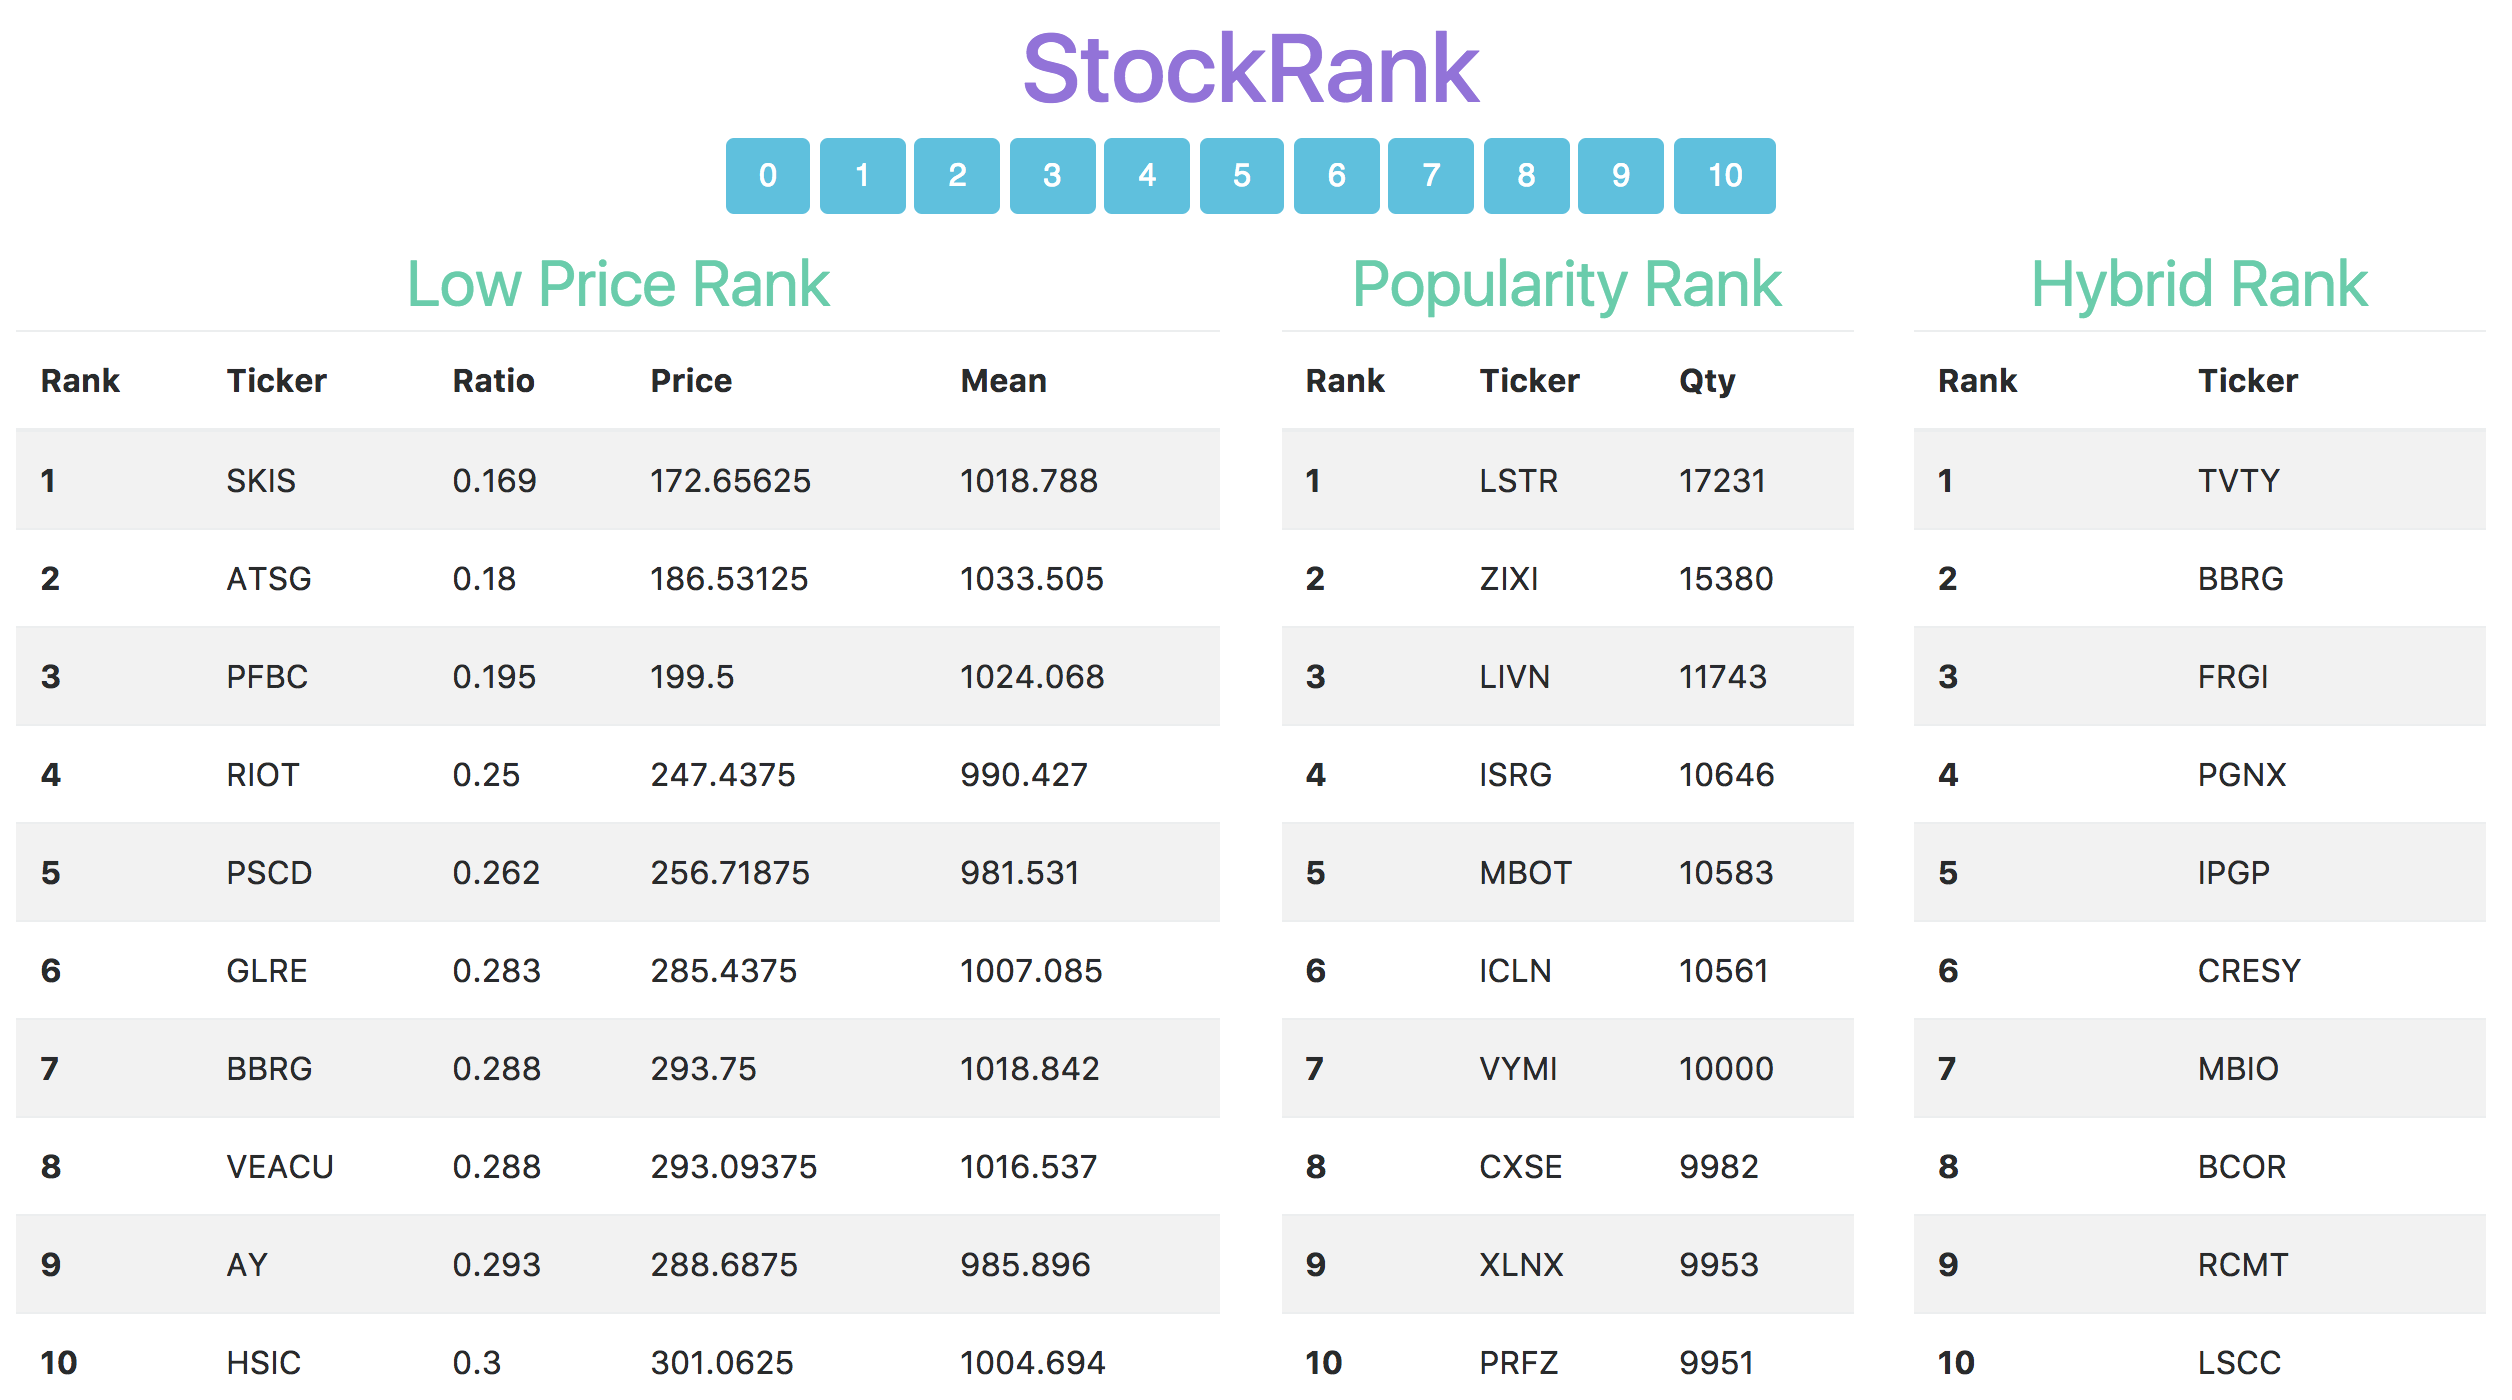 StockRank
0 1 2 3 4 5 6 7 8 9 10
Low Price Rank
Rank Ticker Ratio Price Mean
1 SKIS 0.169 172.65625 1018.788
2 ATSG 0.18 186.53125 1033.505
3 PFBC 0.195 199.5 1024.068
4 RIOT 0.25 247.4375 990.427
5 PSCD 0.262 256.71875 981.531
6 GLRE 0.283 285.4375 1007.085
7 BBRG 0.288 293.75 1018.842
8 VEACU 0.288 293.09375 1016.537
9 AY 0.293 288.6875 985.896
10 HSIC 0.3 301.0625 1004.694
Popularity Rank
Rank Ticker Qty
1 LSTR 17231
2 ZIXI 15380
3 LIVN 11743
4 ISRG 10646
5 MBOT 10583
6 ICLN 10561
7 VYMI 10000
8 CXSE 9982
9 XLNX 9953
10 PRFZ 9951
Hybrid Rank
Rank Ticker
1 TVTY
2 BBRG
3 FRGI
4 PGNX
5 IPGP
6 CRESY
7 MBIO
8 BCOR
9 RCMT
10 LSCC